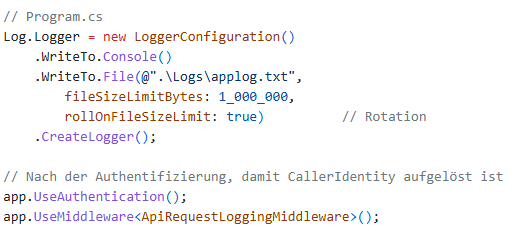 // Program.cs
Log.Logger = new LoggerConfiguration()
    .WriteTo.Console()
    .WriteTo.File(@".\Logs\applog.txt",
        fileSizeLimitBytes: 1_000_000,
        rollOnFileSizeLimit: true)          // Rotation
    .CreateLogger();

// Nach der Authentifizierung, damit CallerIdentity aufgelöst ist
app.UseAuthentication();
app.UseMiddleware<ApiRequestLoggingMiddleware>();